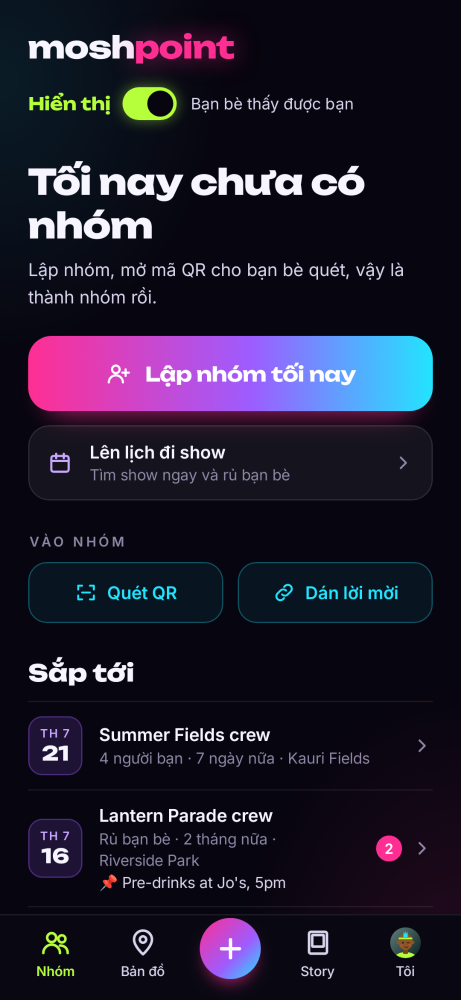 moshpoint
Hiển thị
Bạn bè thấy được bạn
Tối nay chưa có
nhóm
Lập nhóm, mở mã QR cho bạn bè quét, vậy là
thành nhóm rồi.
Lập nhóm tối nay
Lên lịch đi show
Tìm show ngay và rủ bạn bè
VÀO NHÓM
Quét QR
Dán lời mời
Sắp tới
TH 7
21
Summer Fields crew
4 người bạn · 7 ngày nữa · Kauri Fields
TH 7
16
Lantern Parade crew
Rủ bạn bè · 2 tháng nữa ·
Riverside Park
📌 Pre-drinks at Jo's, 5pm
2
Nhóm
Bản đồ
Story
Tôi